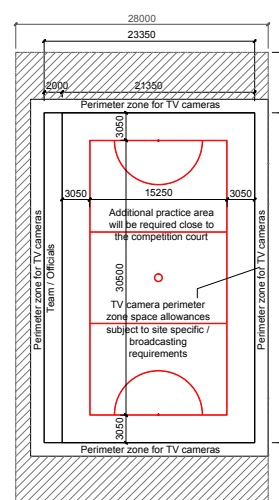 28000
23350
2000
21350
Perimeter zone for TV cameras
3050
3050
15250
3050
Additional practice area
will be required close to
the competition court
30500
TV camera perimeter
zone space allowances
subject to site specific /
broadcasting
requirements
Perimeter zone for TV cameras
Team / Officials
Perimeter zone for TV cameras
3050
Perimeter zone for TV cameras